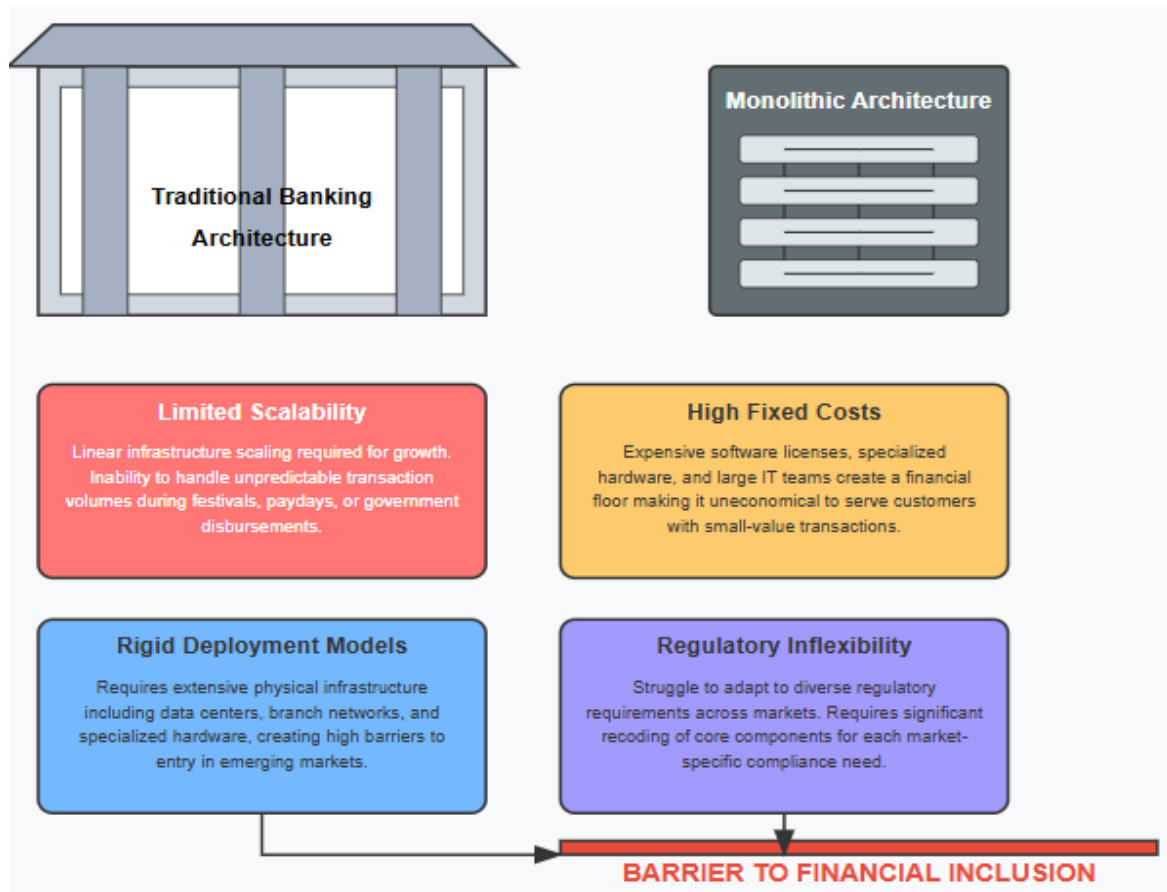 Traditional Banking
Architecture
Monolithic Architecture
Limited Scalability
Linear infrastructure scaling required for growth.
Inability to handle unpredictable transaction
volumes during festivals, paydays, or government
disbursements.
High Fixed Costs
Expensive software licenses, specialized
hardware, and large IT teams create a financial
floor making it uneconomical to serve customers
with small-value transactions.
Rigid Deployment Models
Requires extensive physical infrastructure
including data centers, branch networks, and
specialized hardware, creating high barriers to
entry in emerging markets.
Regulatory Inflexibility
Struggle to adapt to diverse regulatory
requirements across markets. Requires significant
recoding of core components for each market-
specific compliance need.
BARRIER TO FINANCIAL INCLUSION